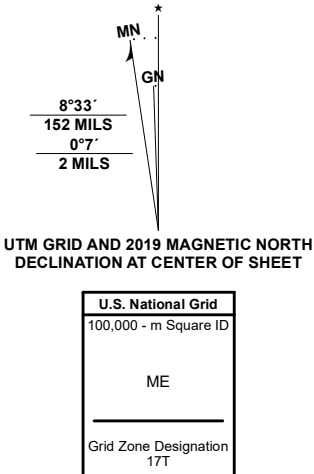 ★
MN
GN
8°33´
152 MILS
0°7´
2 MILS
UTM GRID AND 2019 MAGNETIC NORTH
DECLINATION AT CENTER OF SHEET
U.S. National Grid
100,000 - m Square ID
ME
Grid Zone Designation
17T